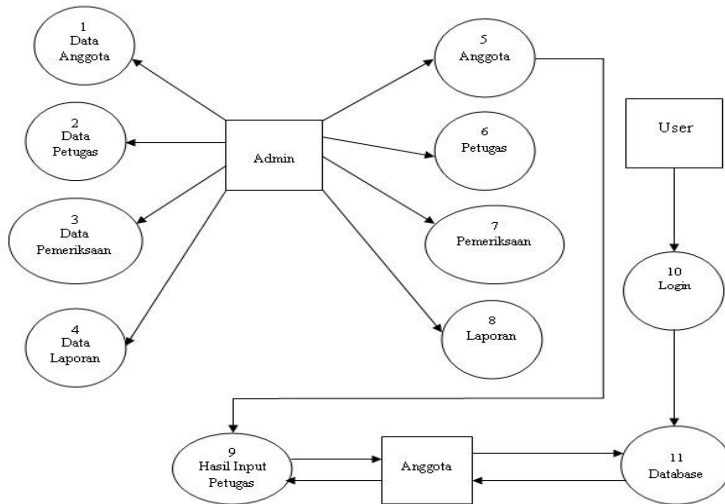 1
Data
Anggota
2
Data
Petugas
3
Data
Pemeriksaan
4
Data
Laporan
Admin
5
Anggota
6
Petugas
7
Pemeriksaan
8
Laporan
User
10
Login
9
Hasil Input
Petugas
Anggota
11
Database